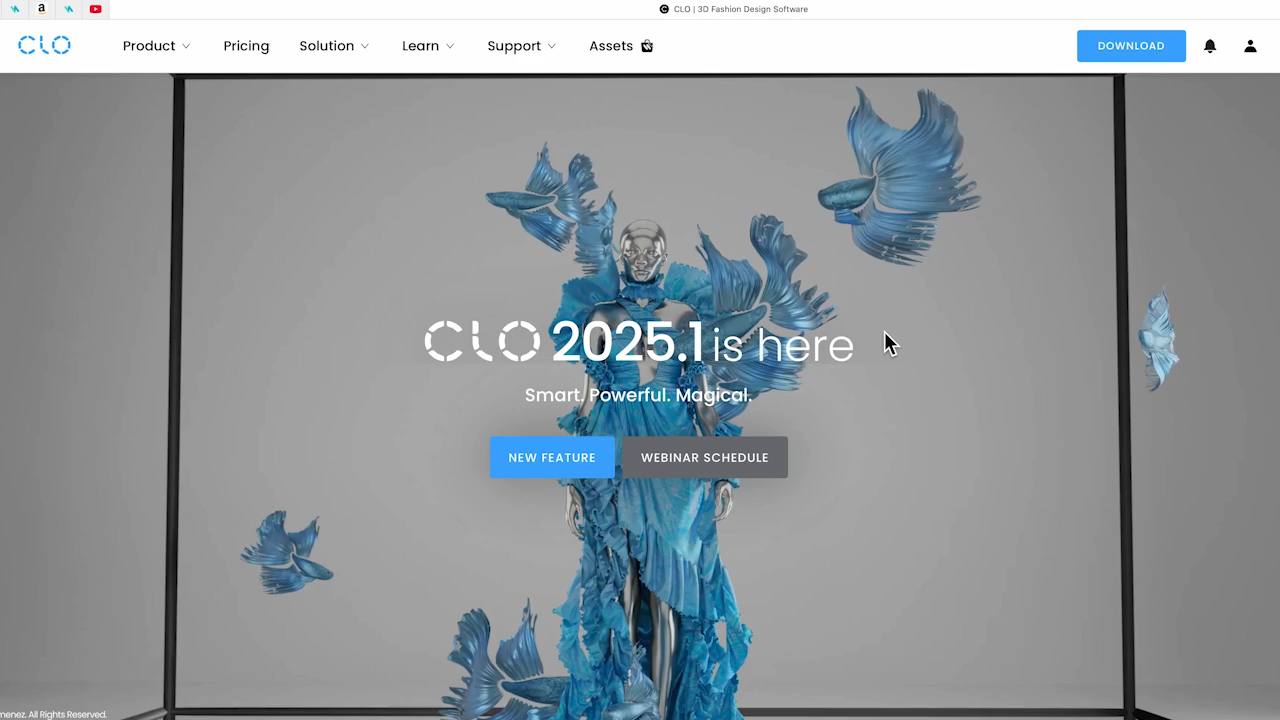 CLO | 3D Fashion Design Software
CLO
Product
Pricing
Solution
Learn
Support
Assets
DOWNLOAD
CLO 2025.1 is here
Smart. Powerful. Magical.
NEW FEATURE
WEBINAR SCHEDULE
All Rights Reserved.